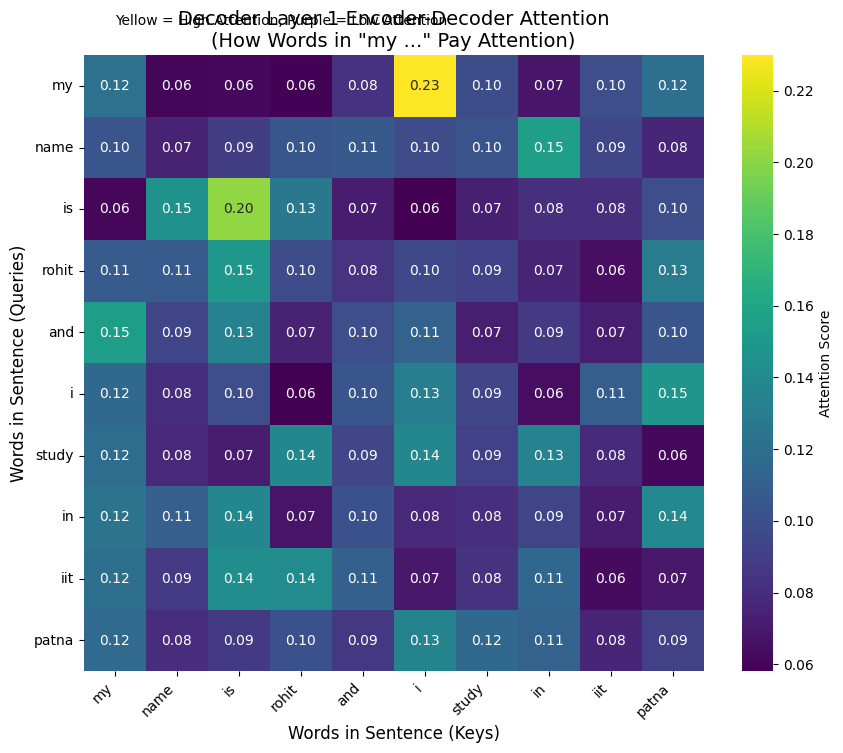 Yellow = High Attention, Purple = Low Attention
Decoder Layer 1 Encoder-Decoder Attention
(How Words in "my ..." Pay Attention)
my 0.12 0.06 0.06 0.06 0.08 0.23 0.10 0.07 0.10 0.12
name 0.10 0.07 0.09 0.10 0.11 0.10 0.10 0.15 0.09 0.08
is 0.06 0.15 0.20 0.13 0.07 0.06 0.07 0.08 0.08 0.10
rohit 0.11 0.11 0.15 0.10 0.08 0.10 0.09 0.07 0.06 0.13
and 0.15 0.09 0.13 0.07 0.10 0.11 0.07 0.09 0.07 0.10
i 0.12 0.08 0.10 0.06 0.10 0.13 0.09 0.06 0.11 0.15
study 0.12 0.08 0.07 0.14 0.09 0.14 0.09 0.13 0.08 0.06
in 0.12 0.11 0.14 0.07 0.10 0.08 0.08 0.09 0.07 0.14
iit 0.12 0.09 0.14 0.14 0.11 0.07 0.08 0.11 0.06 0.07
patna 0.12 0.08 0.09 0.10 0.09 0.13 0.12 0.11 0.08 0.09
my name is rohit and i study in iit patna
Words in Sentence (Keys)
Words in Sentence (Queries)
0.22
0.20
0.18
0.16
0.14
0.12
0.10
0.08
0.06
Attention Score